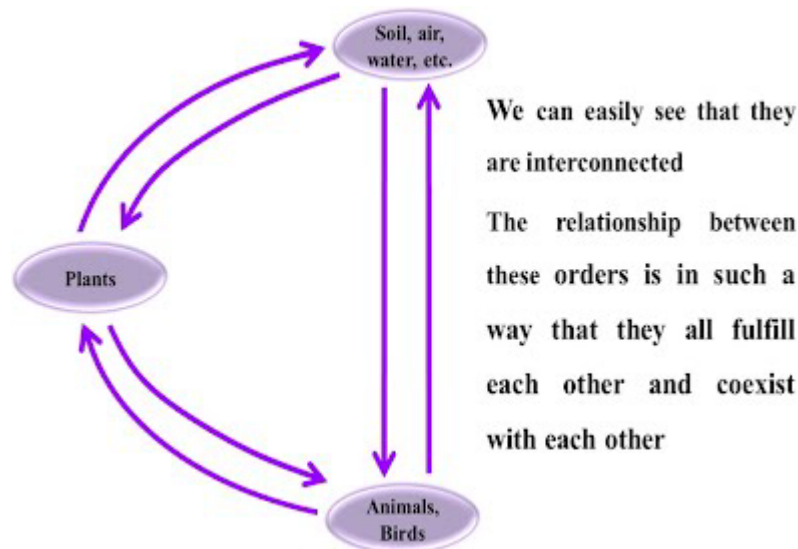 Soil, air,
water, etc.
Plants
Animals,
Birds
We can easily see that they
are interconnected
The relationship between
these orders is in such a
way that they all fulfill
each other and coexist
with each other